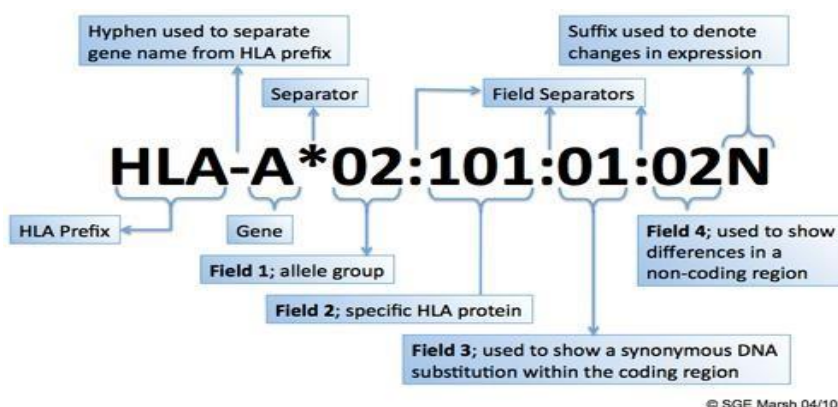 Hyphen used to separate
gene name from HLA prefix
Suffix used to denote
changes in expression
Separator
Field Separators
HLA-A*02:101:01:02N
HLA Prefix
Gene
Field 4; used to show
differences in a
non-coding region
Field 1; allele group
Field 2; specific HLA protein
Field 3; used to show a synonymous DNA
substitution within the coding region
© SGE Marsh 04/10